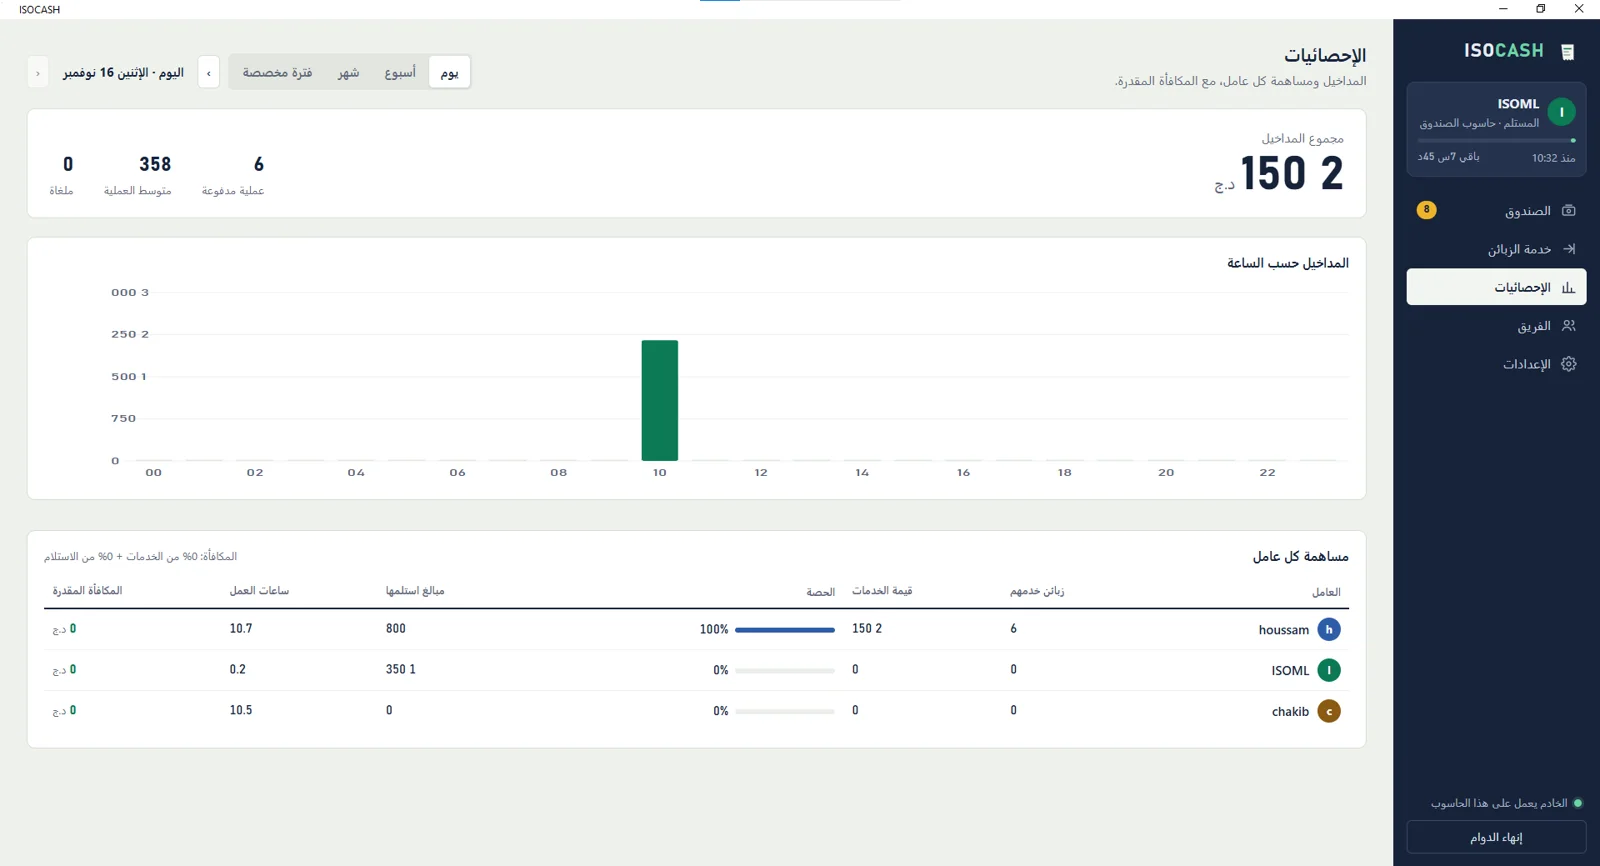 ISOCASH
ISOCASH
ISOML
المستلم · حاسوب الصندوق
منذ 10:32
باقي 7س 45د
الصندوق
8
خدمة الزبائن
الإحصائيات
الفريق
الإعدادات
الخادم يعمل على هذا الحاسوب
إنهاء الدوام
الإحصائيات
المداخيل ومساهمة كل عامل، مع المكافأة المقدرة.
يوم
أسبوع
شهر
فترة مخصصة
اليوم · الإثنين 16 نوفمبر
مجموع المداخيل
2 150 د.ج
6
عملية مدفوعة
358
متوسط العملية
0
ملغاة
المداخيل حسب الساعة
3 000
2 250
1 500
750
0
00 02 04 06 08 10 12 14 16 18 20 22
مساهمة كل عامل
المكافأة: 0% من الخدمات + 0% من الاستلام
العامل زبائن خدمهم قيمة الخدمات الحصة مبالغ استلمها ساعات العمل المكافأة المقدرة
h houssam 6 2 150 100% 800 10.7 0 د.ج
I ISOML 0 0 0% 1 350 0.2 0 د.ج
c chakib 0 0 0% 0 10.5 0 د.ج